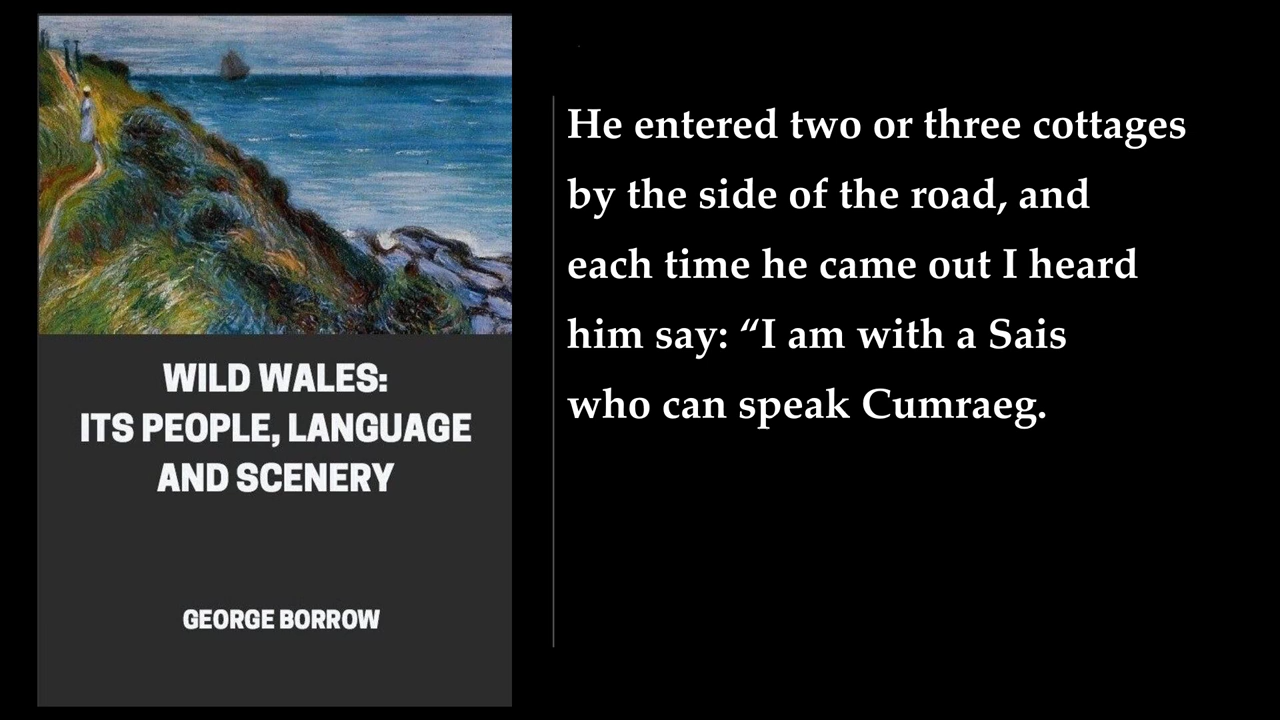 WILD WALES:
ITS PEOPLE, LANGUAGE
AND SCENERY
GEORGE BORROW
He entered two or three cottages
by the side of the road, and
each time he came out I heard
him say: “I am with a Sais
who can speak Cumraeg.